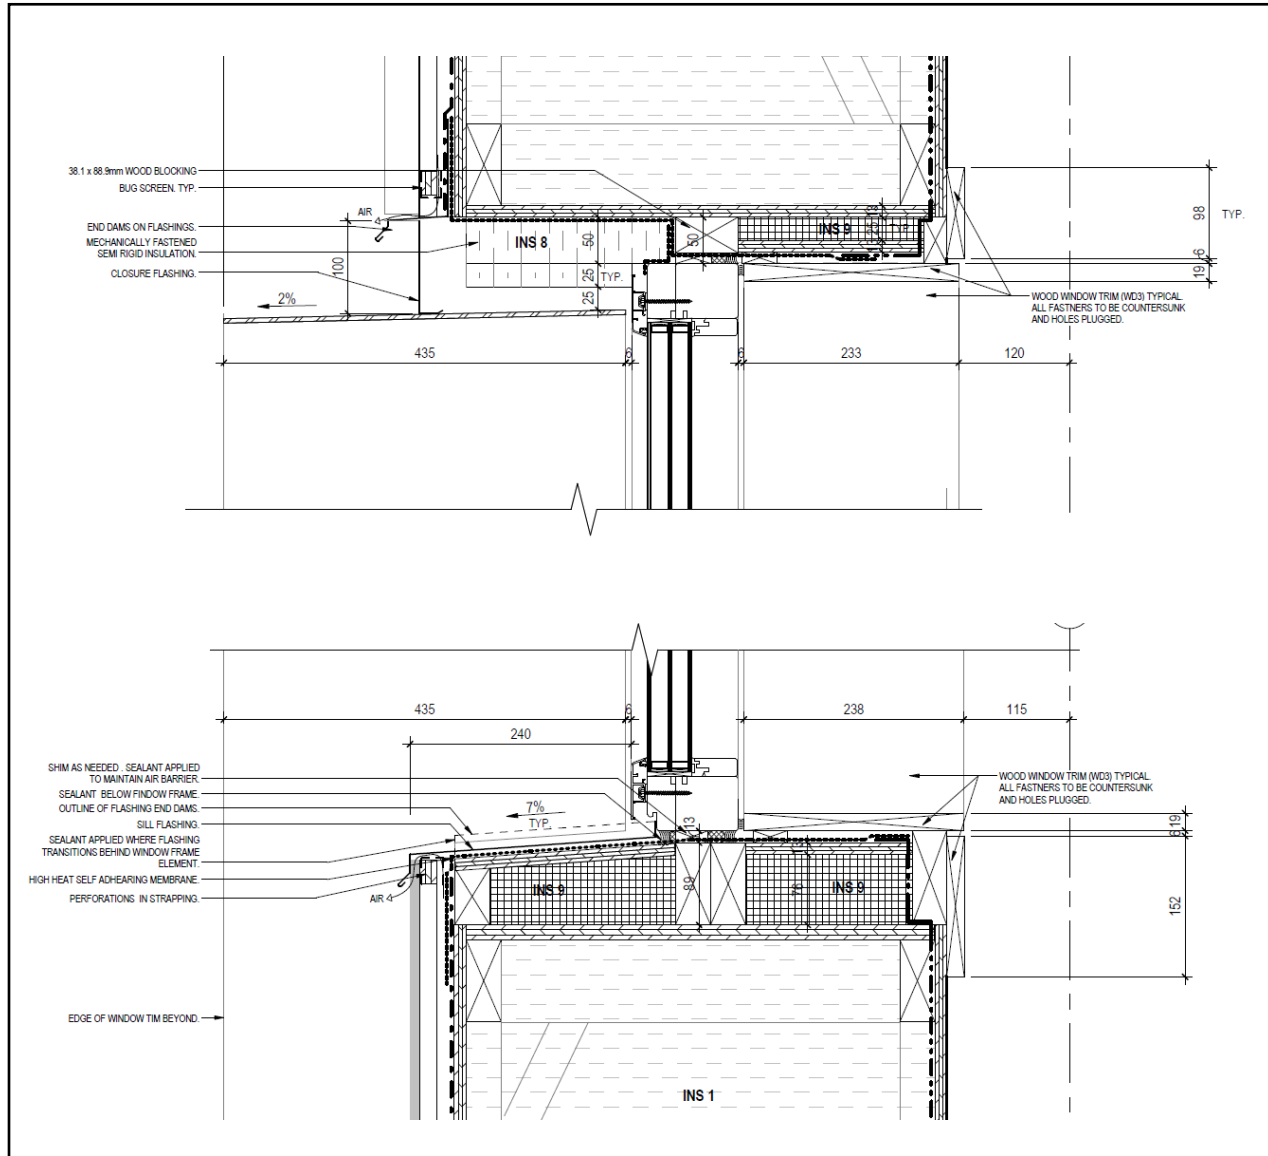 38.1 x 88.9mm WOOD BLOCKING
BUG SCREEN. TYP.
AIR
END DAMS ON FLASHINGS.
MECHANICALLY FASTENED
SEMI RIGID INSULATION.
CLOSURE FLASHING.
100
2%
INS 8
50
25
TYP.
25
50
13
INS 9
25
TYP.
98
TYP.
6
19
WOOD WINDOW TRIM (WD3) TYPICAL.
ALL FASTNERS TO BE COUNTERSUNK
AND HOLES PLUGGED.
435
6
6
233
120
435
6
238
115
240
SHIM AS NEEDED . SEALANT APPLIED
TO MAINTAIN AIR BARRIER.
SEALANT BELOW FINDOW FRAME.
OUTLINE OF FLASHING END DAMS.
SILL FLASHING.
SEALANT APPLIED WHERE FLASHING
TRANSITIONS BEHIND WINDOW FRAME
ELEMENT.
HIGH HEAT SELF ADHEARING MEMBRANE.
PERFORATIONS IN STRAPPING.
AIR
7%
TYP
13
WOOD WINDOW TRIM (WD3) TYPICAL.
ALL FASTNERS TO BE COUNTERSUNK
AND HOLES PLUGGED.
19
6
INS 9
89
13
76
INS 9
152
EDGE OF WINDOW TIM BEYOND.
INS 1